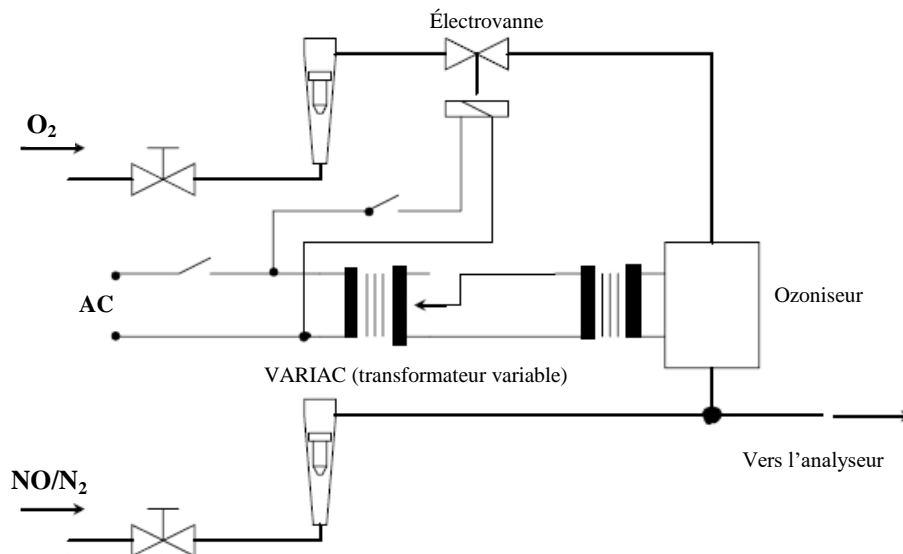 Électrovanne
O₂
AC
Ozoniseur
VARIAC (transformateur variable)
Vers l’analyseur
NO/N₂